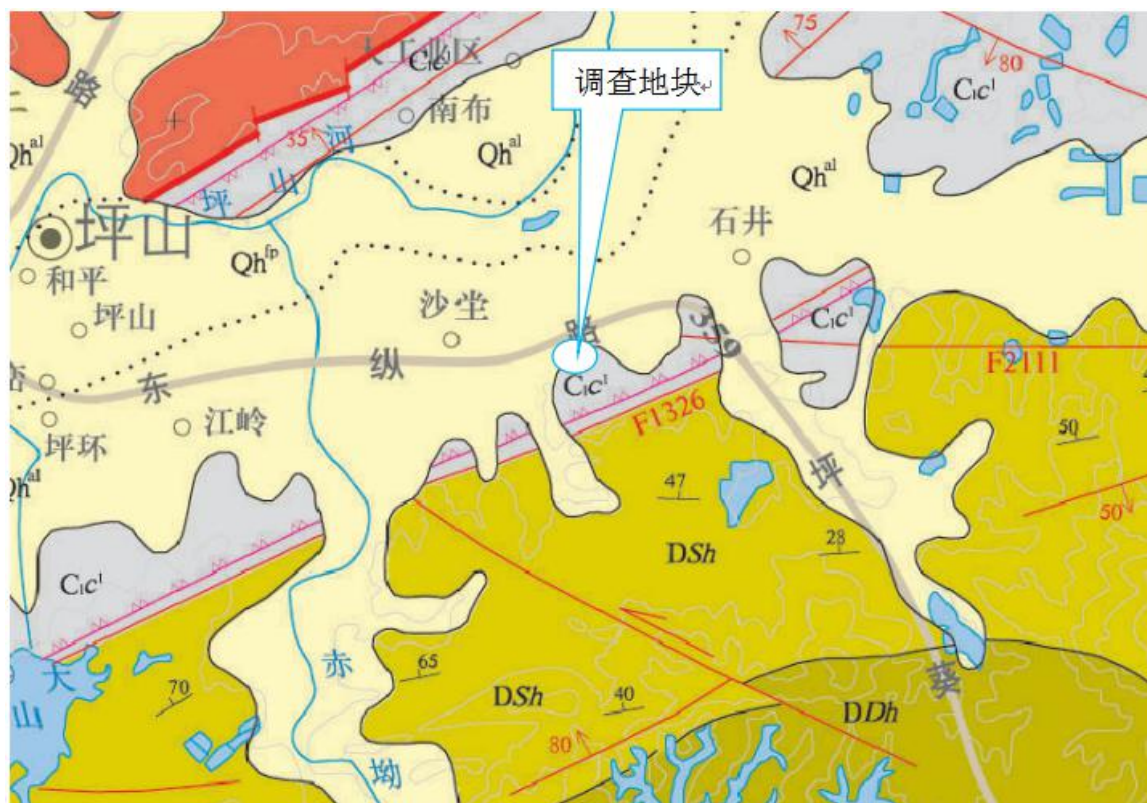 75
80
大工业区
C₁c¹
调查地块
C₁c¹
路
南布
35
河
Qhᵃˡ
Qhᵃˡ
Qhᵃˡ
山
坪
石井
坪山
Qhᶠᵖ
和平
坪山
沙坣
C₁c¹
路
359
F2111
东
纵
C₁c¹
F1326
江岭
坪环
50
坪
47
50
28
DSh
C₁c¹
赤
大
65
山
70
DSh
40
葵
DDh
80
坳